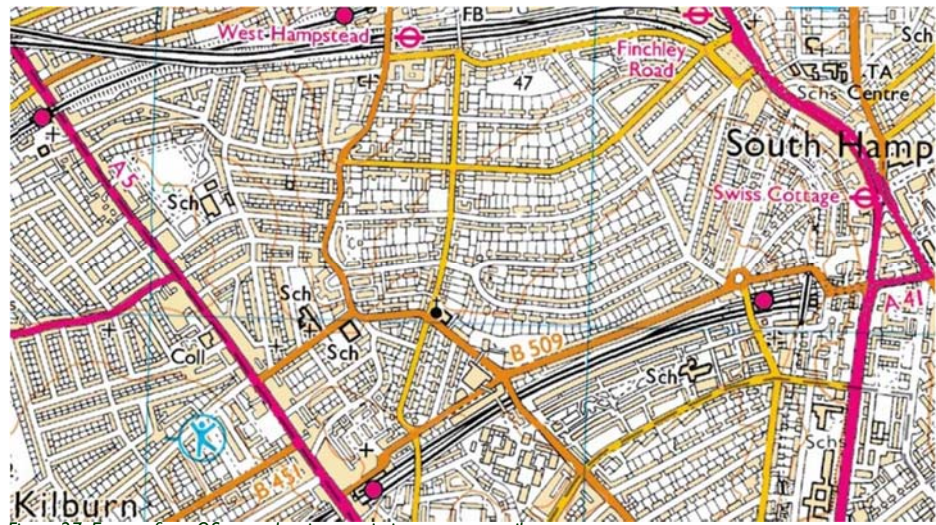 FB
West Hampstead
Sch
Finchley
Road
47
TA
Schs Centre
South Hamp
A 5
Sch
Swiss Cottage
Sch
A 41
Sch
B 509
Coll
Sch
Schs
B 451
Kilburn